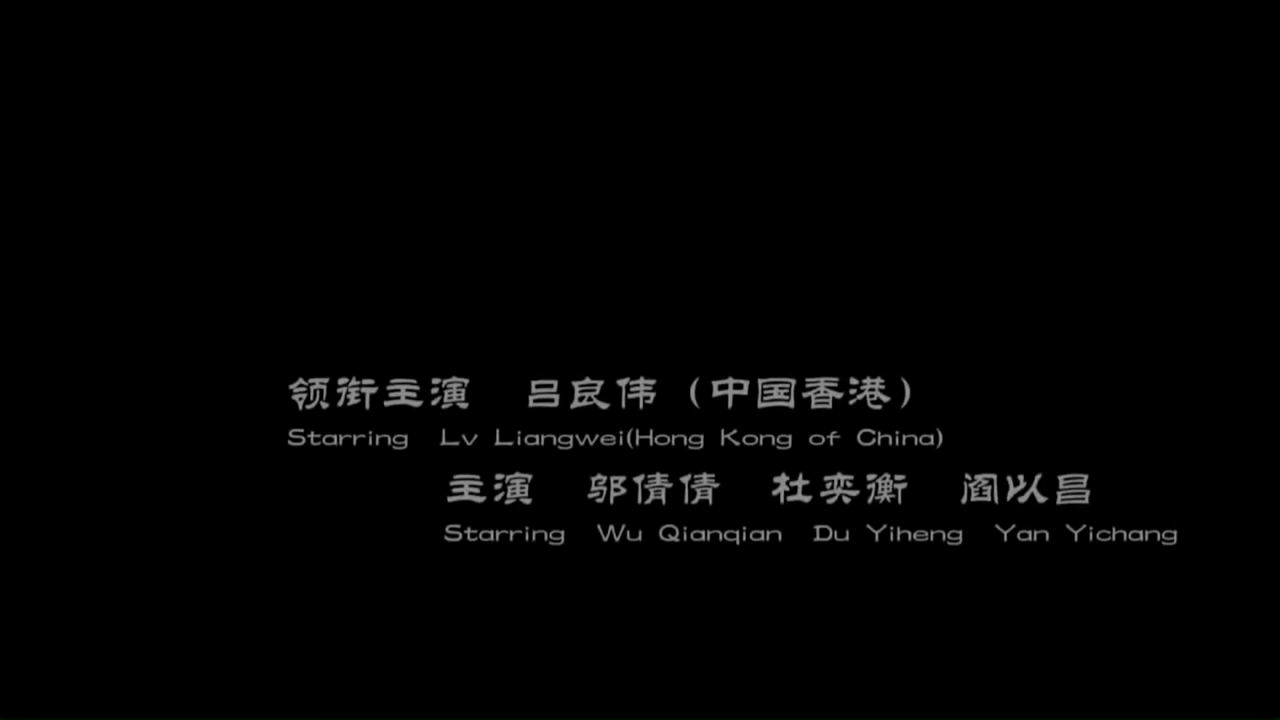 领衔主演 吕良伟（中国香港）
Starring Lv Liangwei(Hong Kong of China)
主演 邬倩倩 杜奕衡 阎以昌
Starring Wu Qianqian Du Yiheng Yan Yichang